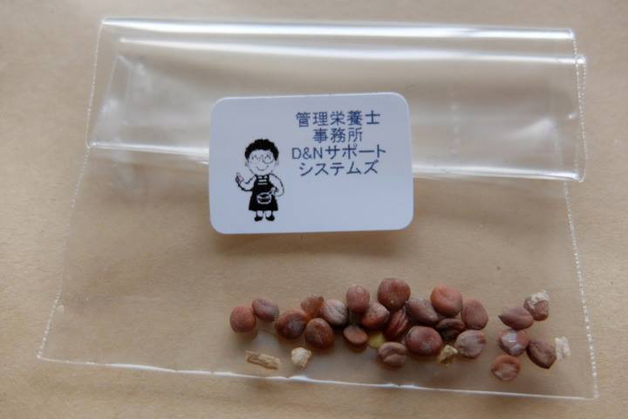 管理栄養士
事務所
D&Nサポート
システムズ